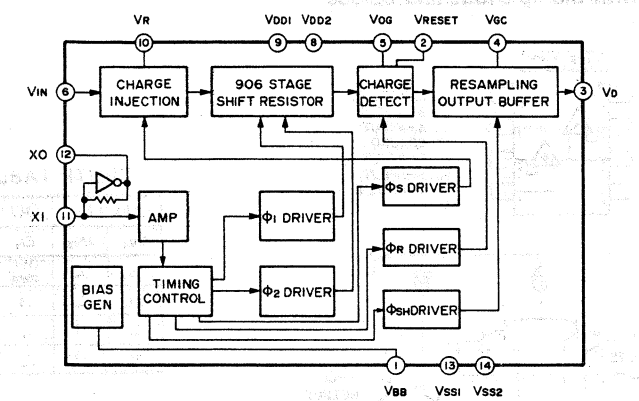 VR VDD1 VDD2 VOG VRESET VGC
10 9 8 5 2 4
VIN 6 CHARGE INJECTION
906 STAGE SHIFT RESISTOR
CHARGE DETECT
RESAMPLING OUTPUT BUFFER
3 VD
XO 12
XI 11
AMP
Φ1 DRIVER
ΦS DRIVER
ΦR DRIVER
BIAS GEN
TIMING CONTROL
Φ2 DRIVER
ΦSH DRIVER
1 13 14
VBB VSS1 VSS2